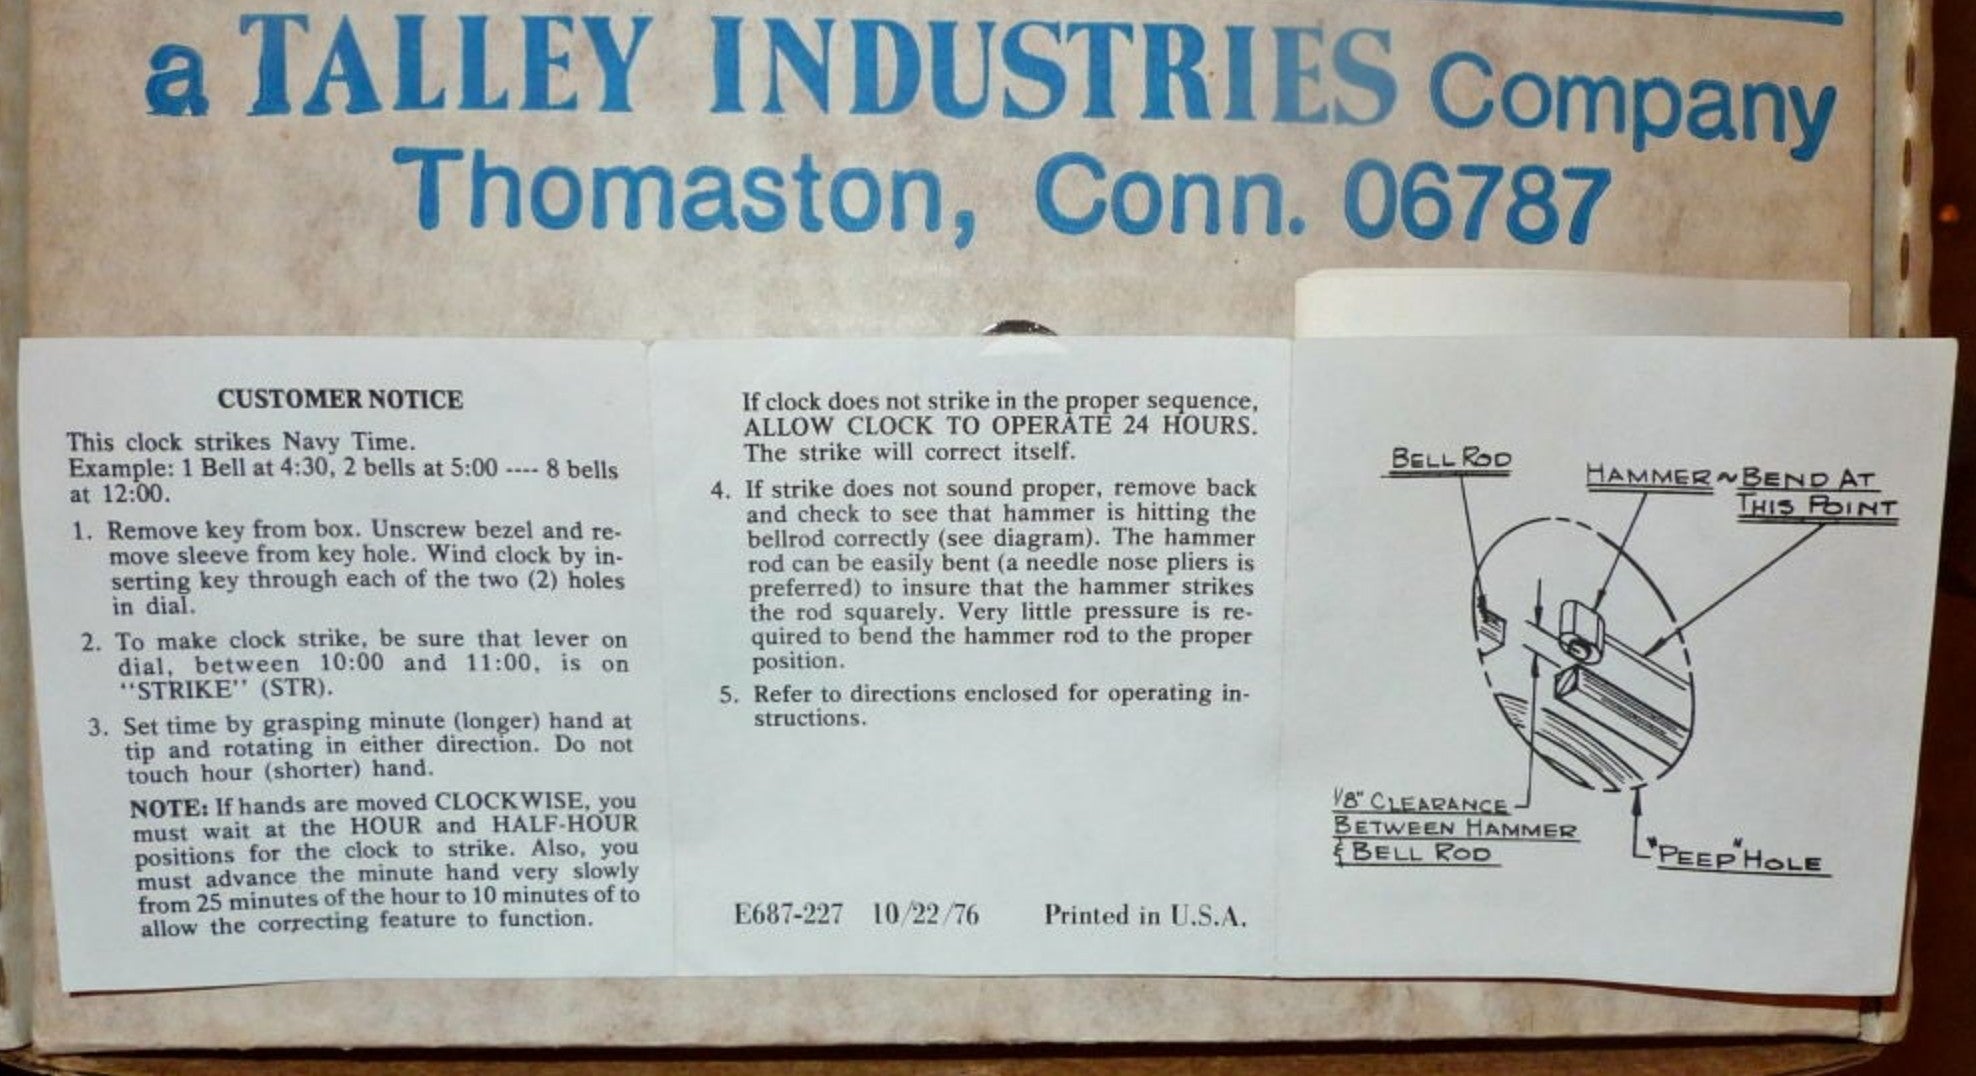 a TALLEY INDUSTRIES Company
Thomaston, Conn. 06787
CUSTOMER NOTICE
This clock strikes Navy Time.
Example: 1 Bell at 4:30, 2 bells at 5:00 ---- 8 bells
at 12:00.
1. Remove key from box. Unscrew bezel and re-
move sleeve from key hole. Wind clock by in-
serting key through each of the two (2) holes
in dial.
2. To make clock strike, be sure that lever on
dial, between 10:00 and 11:00, is on
"STRIKE" (STR).
3. Set time by grasping minute (longer) hand at
tip and rotating in either direction. Do not
touch hour (shorter) hand.
NOTE: If hands are moved CLOCKWISE, you
must wait at the HOUR and HALF-HOUR
positions for the clock to strike. Also, you
must advance the minute hand very slowly
from 25 minutes of the hour to 10 minutes of to
allow the correcting feature to function.
If clock does not strike in the proper sequence,
ALLOW CLOCK TO OPERATE 24 HOURS.
The strike will correct itself.
4. If strike does not sound proper, remove back
and check to see that hammer is hitting the
bellrod correctly (see diagram). The hammer
rod can be easily bent (a needle nose pliers is
preferred) to insure that the hammer strikes
the rod squarely. Very little pressure is re-
quired to bend the hammer rod to the proper
position.
5. Refer to directions enclosed for operating in-
structions.
E687-227 10/22/76 Printed in U.S.A.
BELL ROD
HAMMER ~ BEND AT
THIS POINT
1/8" CLEARANCE
BETWEEN HAMMER
& BELL ROD
"PEEP" HOLE